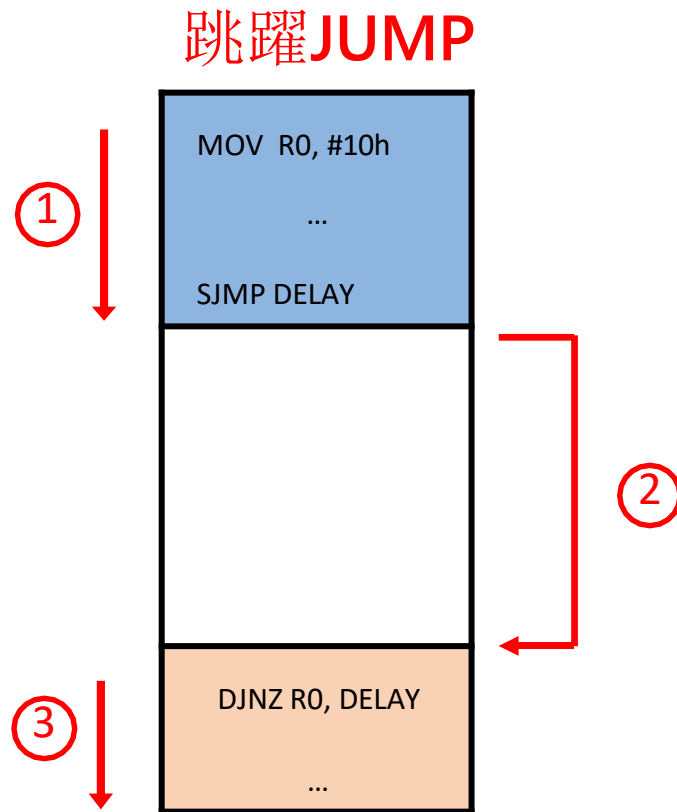 跳躍JUMP
MOV R0, #10h
1
...
SJMP DELAY
2
DJNZ R0, DELAY
3
...